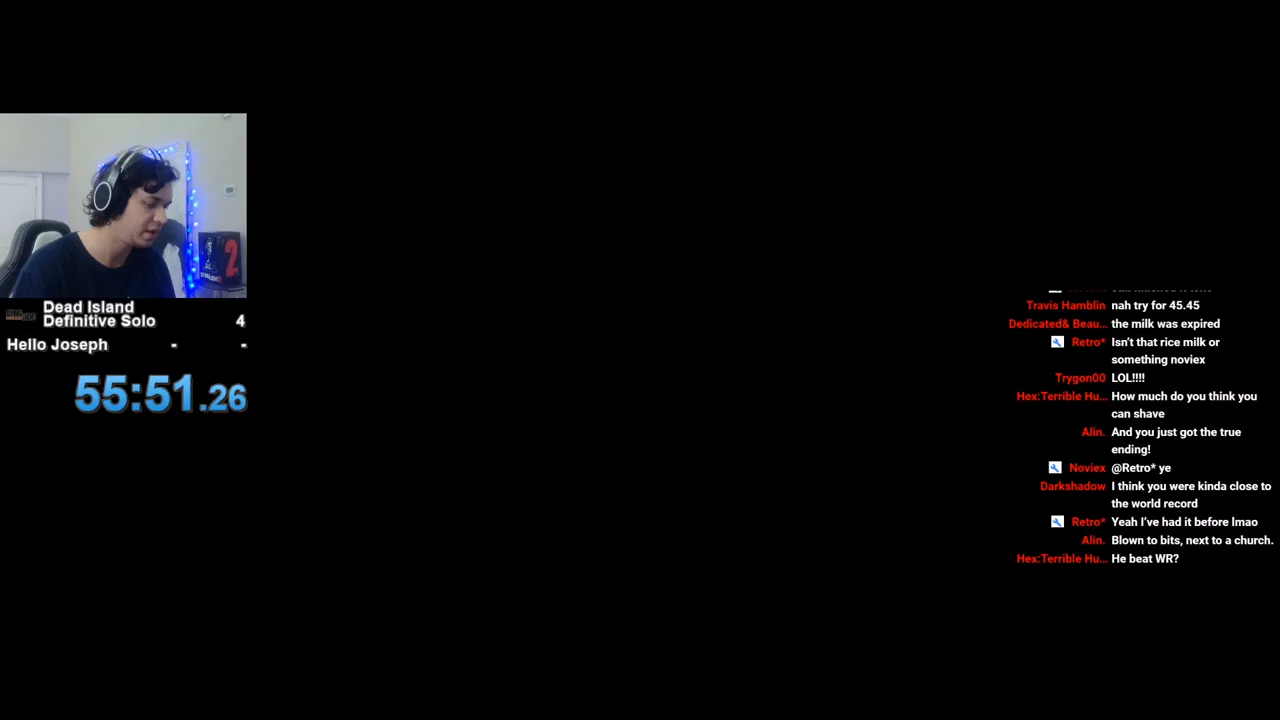 Dead Island
Definitive Solo 4
Hello Joseph - -
55:51.26
2
Travis Hamblin nah try for 45.45
Dedicated& Beau... the milk was expired
Retro* Isn't that rice milk or
something noviex
Trygon00 LOL!!!!
Hex:Terrible Hu... How much do you think you
can shave
Alin. And you just got the true
ending!
Noviex @Retro* ye
Darkshadow I think you were kinda close to
the world record
Retro* Yeah I've had it before lmao
Alin. Blown to bits, next to a church.
Hex:Terrible Hu... He beat WR?